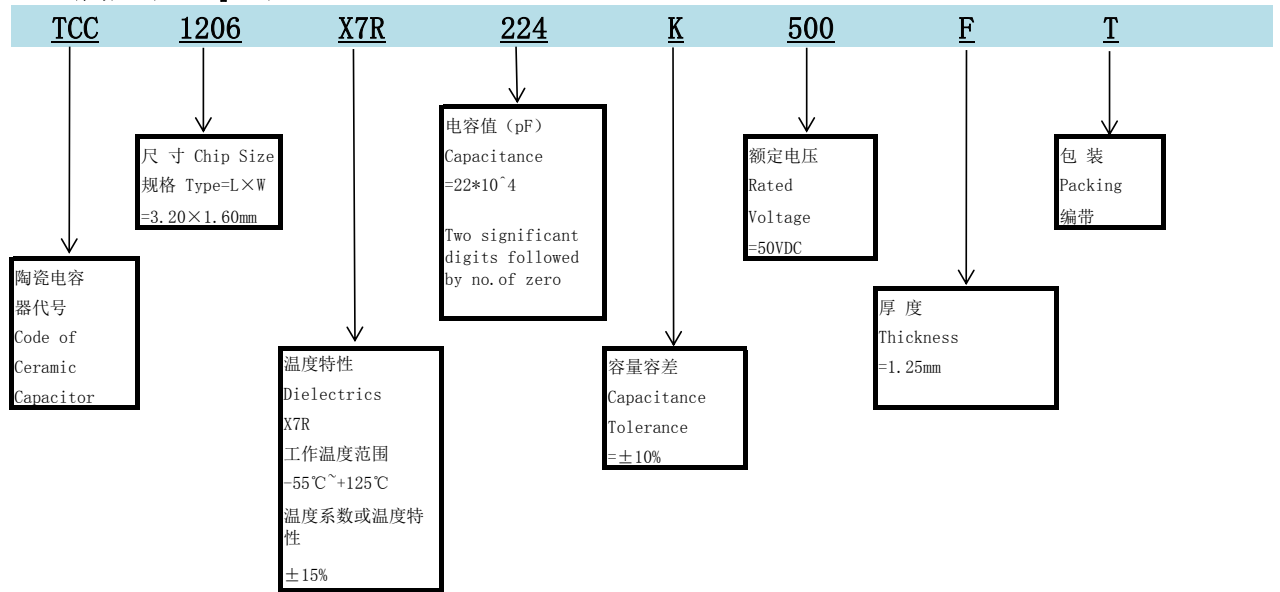 TCC 1206 X7R 224 K 500 F T
陶瓷电容
器代号
Code of
Ceramic
Capacitor
尺 寸 Chip Size
规格 Type=L×W
=3.20×1.60mm
温度特性
Dielectrics
X7R
工作温度范围
-55℃~+125℃
温度系数或温度特
性
±15%
电容值（pF）
Capacitance
=22*10^4
Two significant
digits followed
by no.of zero
容量容差
Capacitance
Tolerance
=±10%
额定电压
Rated
Voltage
=50VDC
厚 度
Thickness
=1.25mm
包 装
Packing
编带